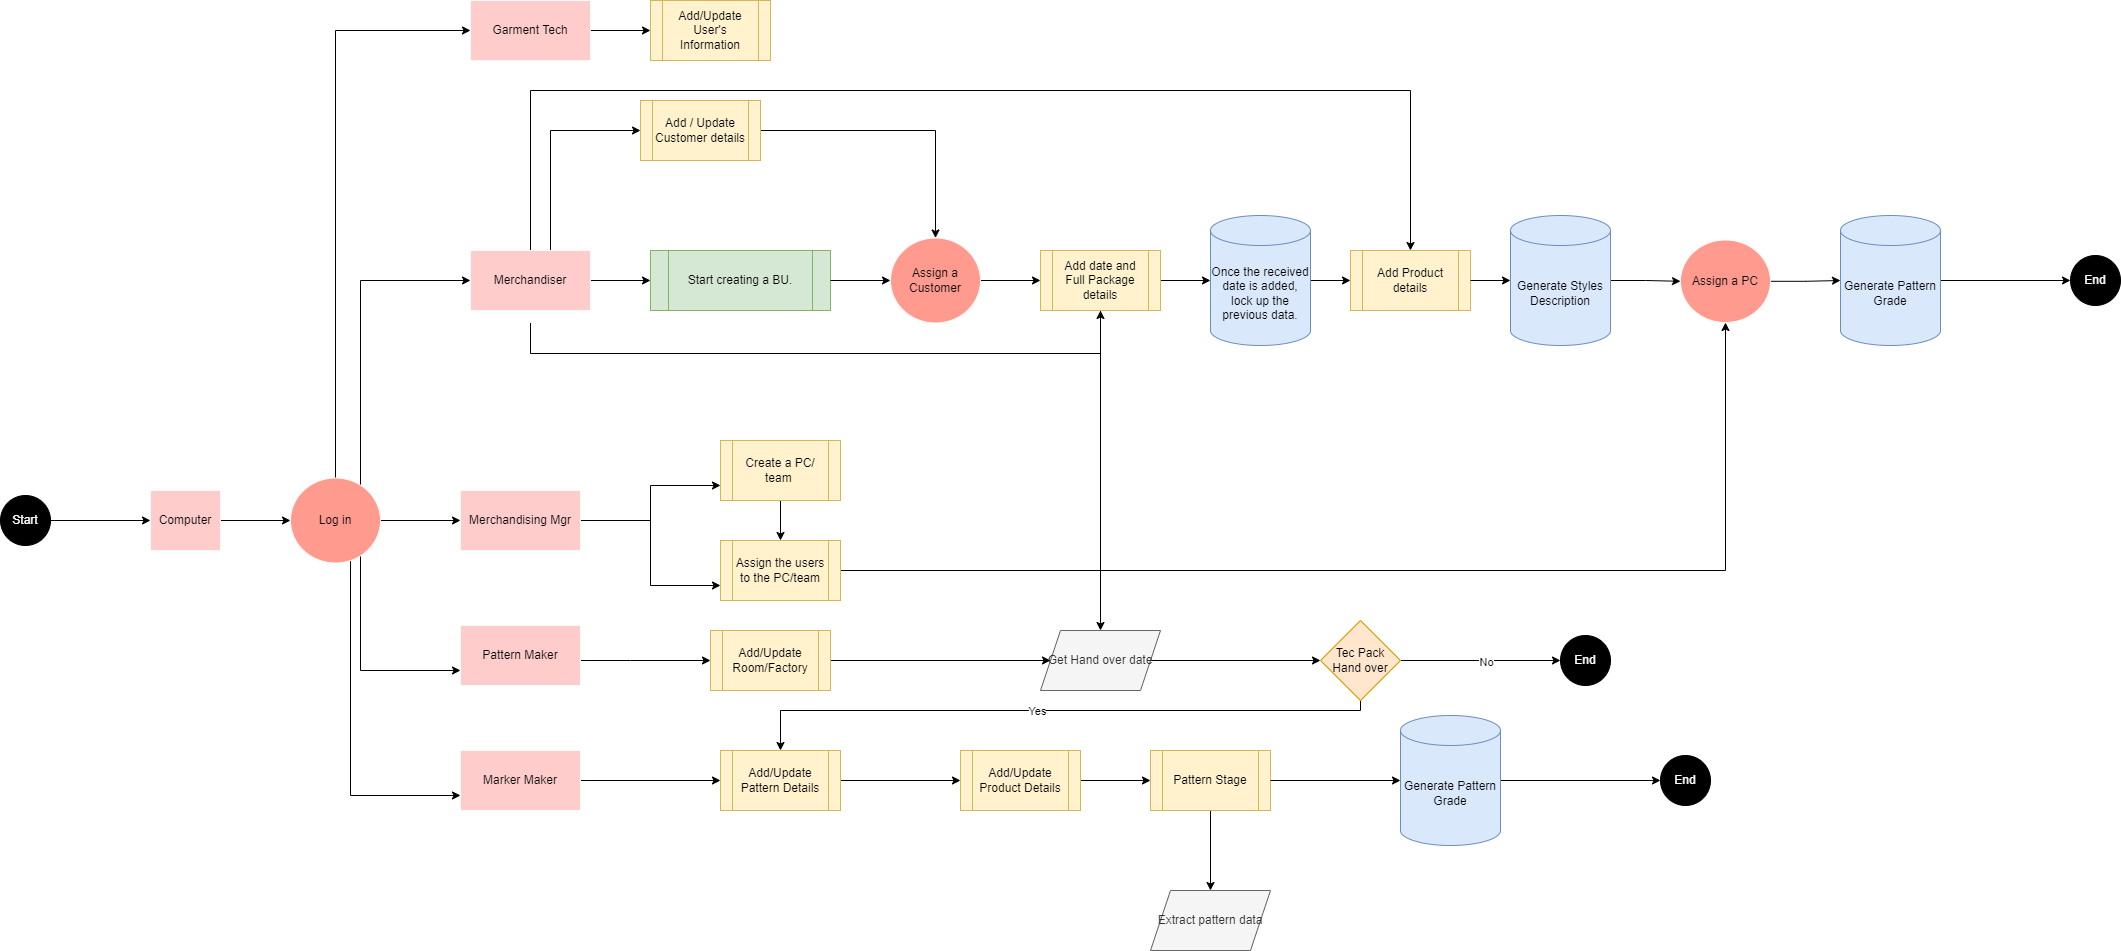 Garment Tech
Add/Update
User's
Information
Add / Update
Customer details
Merchandiser
Start creating a BU.
Assign a
Customer
Add date and
Full Package
details
Once the received
date is added,
lock up the
previous data.
Add Product
details
Generate Styles
Description
Assign a PC
Generate Pattern
Grade
End
Create a PC/
team
Start
Computer
Log in
Merchandising Mgr
Assign the users
to the PC/team
Pattern Maker
Add/Update
Room/Factory
Get Hand over date
Tec Pack
Hand over
No
End
Yes
Marker Maker
Add/Update
Pattern Details
Add/Update
Product Details
Pattern Stage
Generate Pattern
Grade
End
Extract pattern data